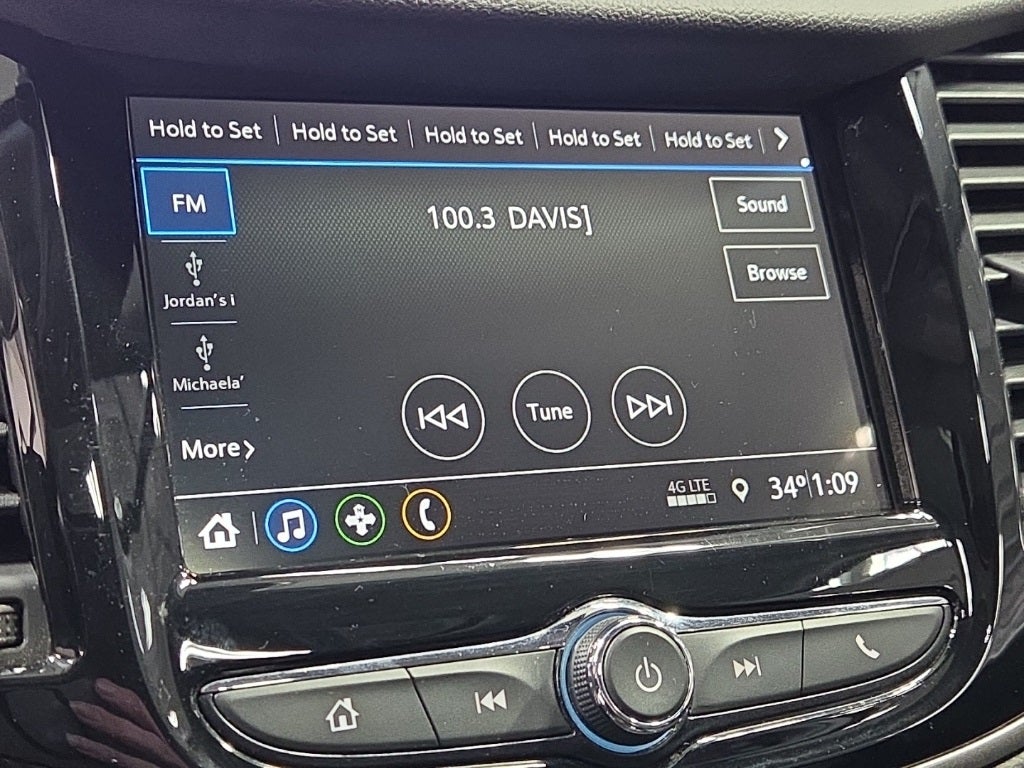 Hold to Set Hold to Set Hold to Set Hold to Set Hold to Set
FM
100.3 DAVIS]
Sound
Jordan's i
Browse
Michaela'
Tune
More
4G LTE
34° 1:09